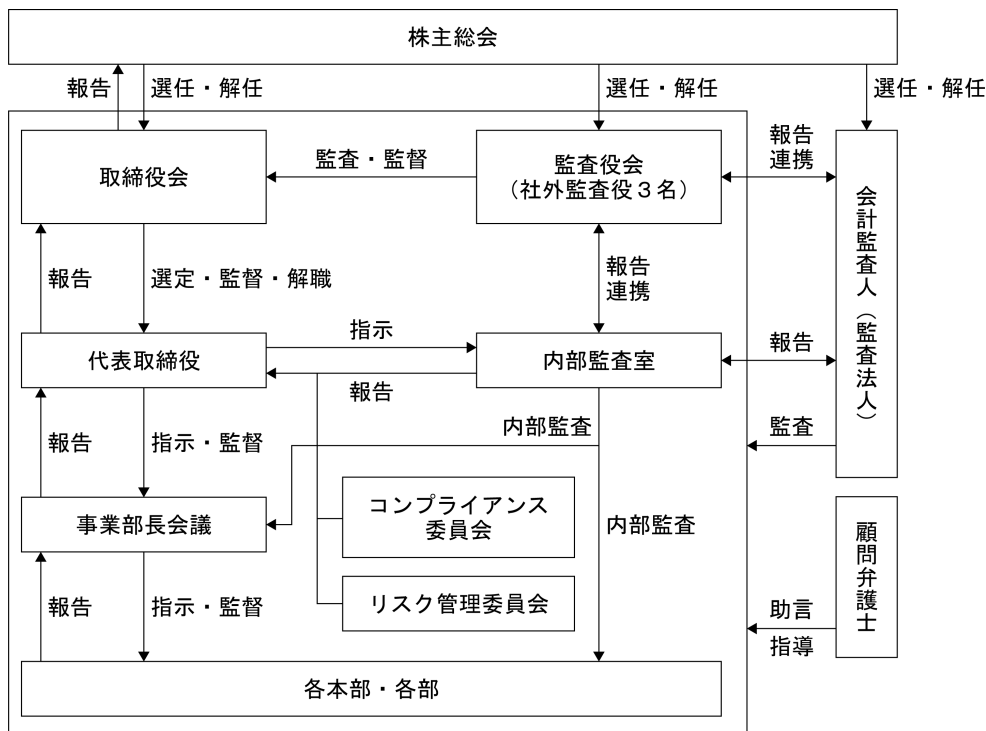 株主総会
報告
選任・解任
選任・解任
選任・解任
取締役会
監査・監督
監査役会
（社外監査役３名）
報告
連携
会計監査人（監査法人）
報告
選定・監督・解職
報告
連携
代表取締役
指示
報告
内部監査室
報告
報告
指示・監督
内部監査
監査
事業部長会議
コンプライアンス
委員会
内部監査
顧問弁護士
報告
指示・監督
リスク管理委員会
助言
指導
各本部・各部